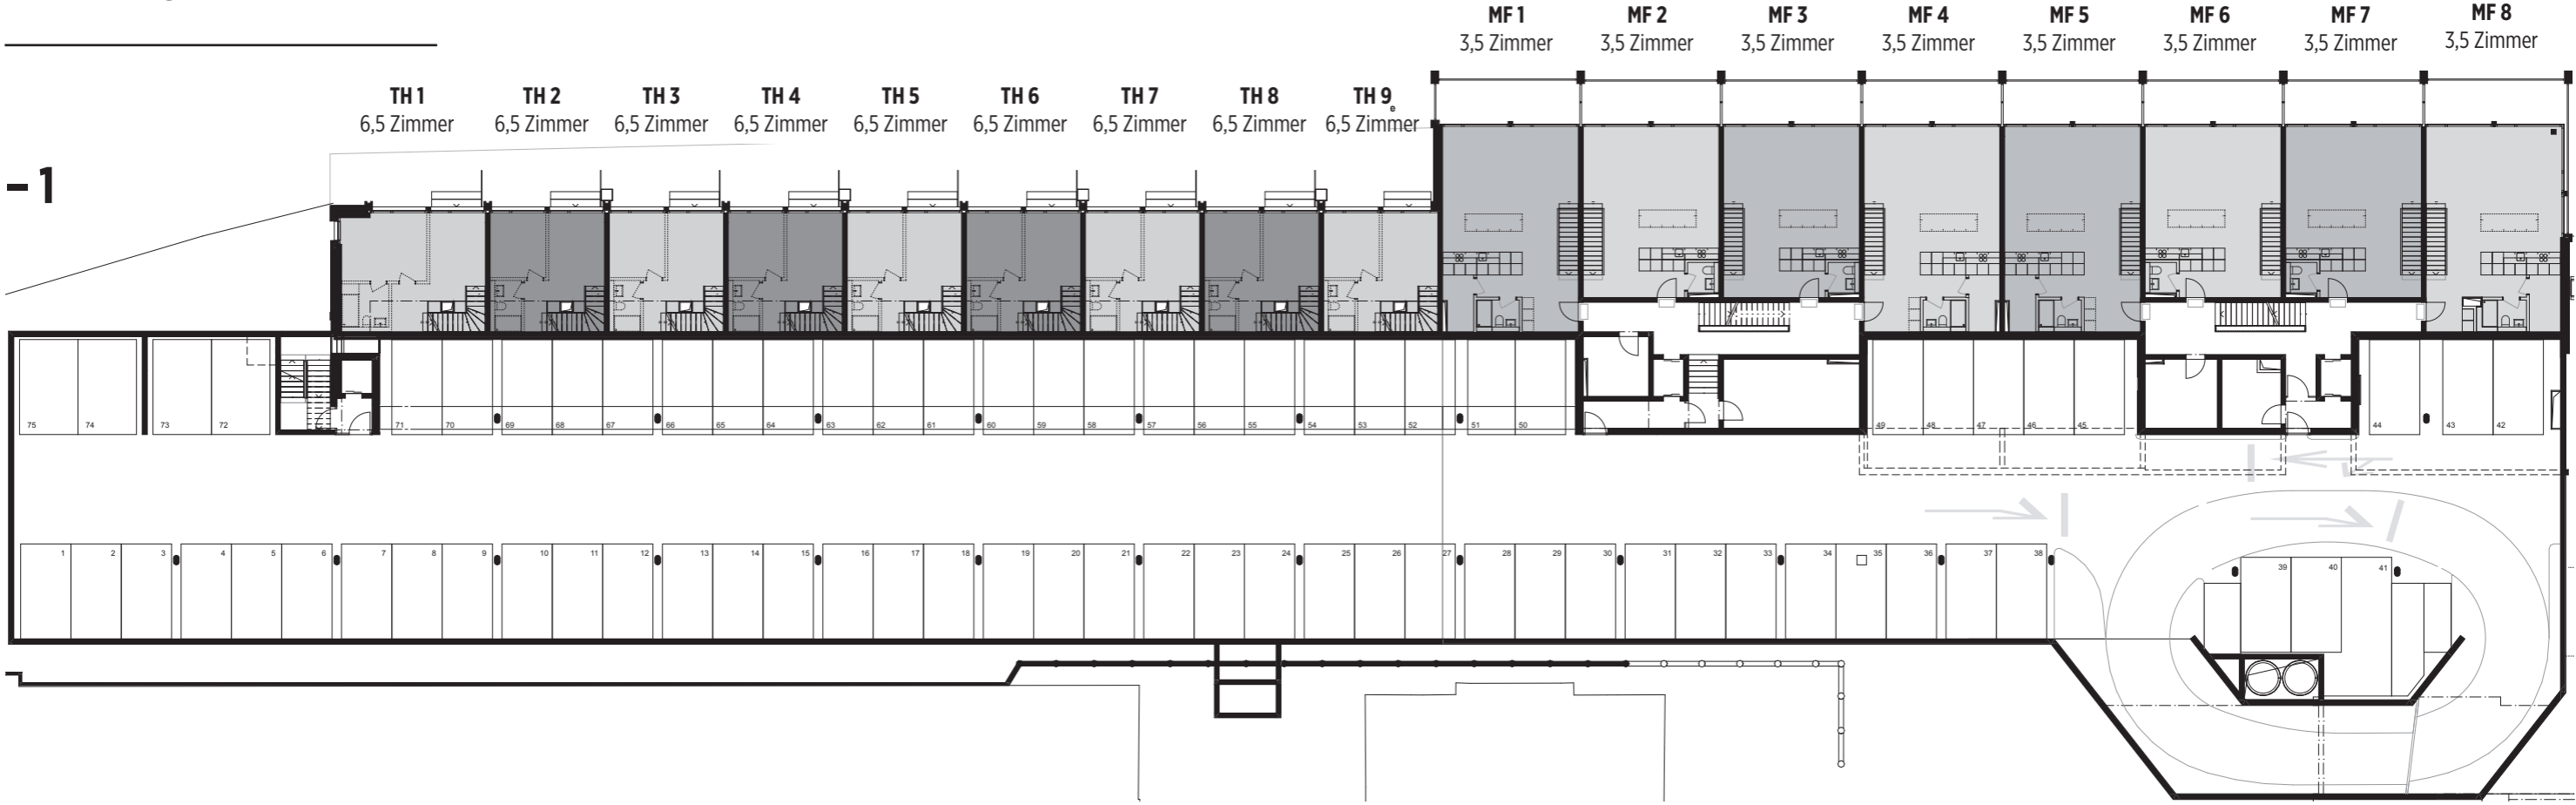 MF 1 MF 2 MF 3 MF 4 MF 5 MF 6 MF 7 MF 8
3,5 Zimmer 3,5 Zimmer 3,5 Zimmer 3,5 Zimmer 3,5 Zimmer 3,5 Zimmer 3,5 Zimmer 3,5 Zimmer
TH 1 TH 2 TH 3 TH 4 TH 5 TH 6 TH 7 TH 8 TH 9
e
6,5 Zimmer 6,5 Zimmer 6,5 Zimmer 6,5 Zimmer 6,5 Zimmer 6,5 Zimmer 6,5 Zimmer 6,5 Zimmer 6,5 Zimmer
- 1
75 74 73 72 71 70 69 68 67 66 65 64 63 62 61 60 59 58 57 56 55 54 53 52 51 50 49 48 47 46 45 44 43 42
1 2 3 4 5 6 7 8 9 10 11 12 13 14 15 16 17 18 19 20 21 22 23 24 25 26 27 28 29 30 31 32 33 34 35 36 37 38
39 40 41